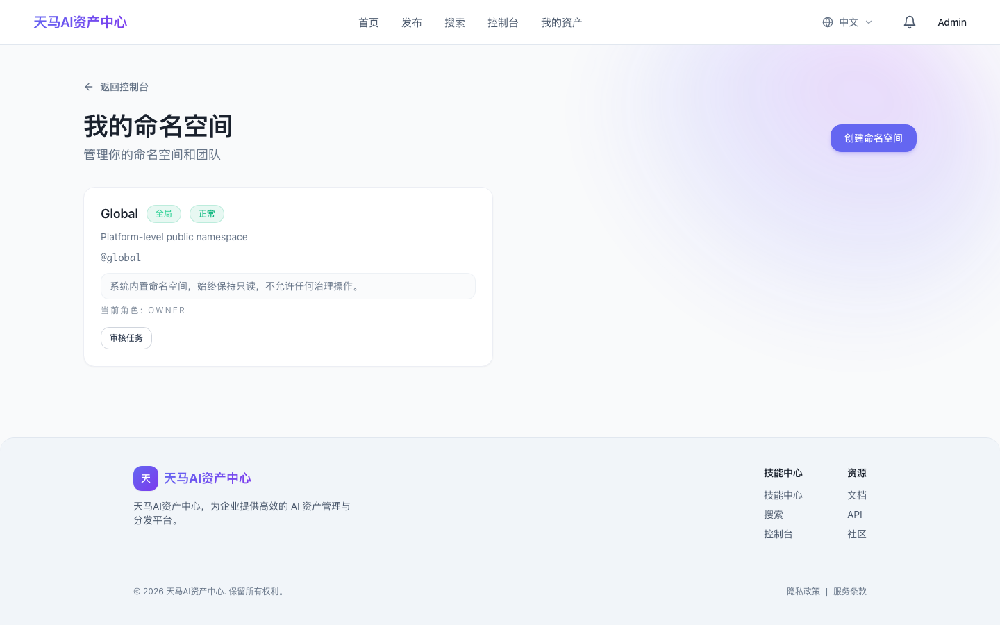 天马AI资产中心
首页 发布 搜索 控制台 我的资产
中文
Admin
返回控制台
我的命名空间
管理你的命名空间和团队
创建命名空间
Global 全局 正常
Platform-level public namespace
@global
系统内置命名空间，始终保持只读，不允许任何治理操作。
当前角色: OWNER
审核任务
天 天马AI资产中心
天马AI资产中心，为企业提供高效的 AI 资产管理与
分发平台。
技能中心
技能中心
搜索
控制台
资源
文档
API
社区
© 2026 天马AI资产中心. 保留所有权利。
隐私政策 | 服务条款